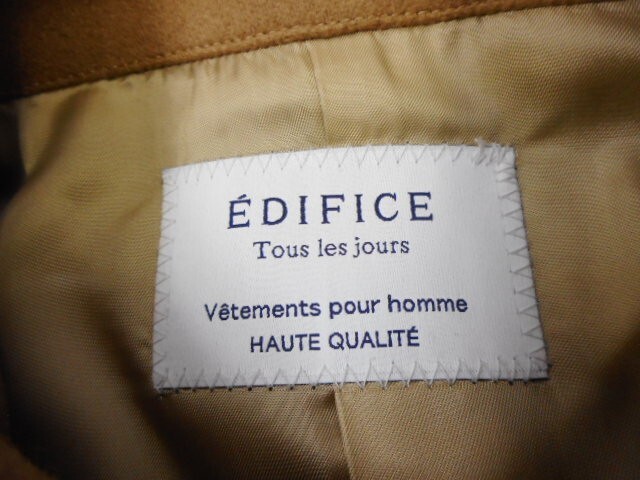 ÉDIFICE
Tous les jours
Vêtements pour homme
HAUTE QUALITÉ